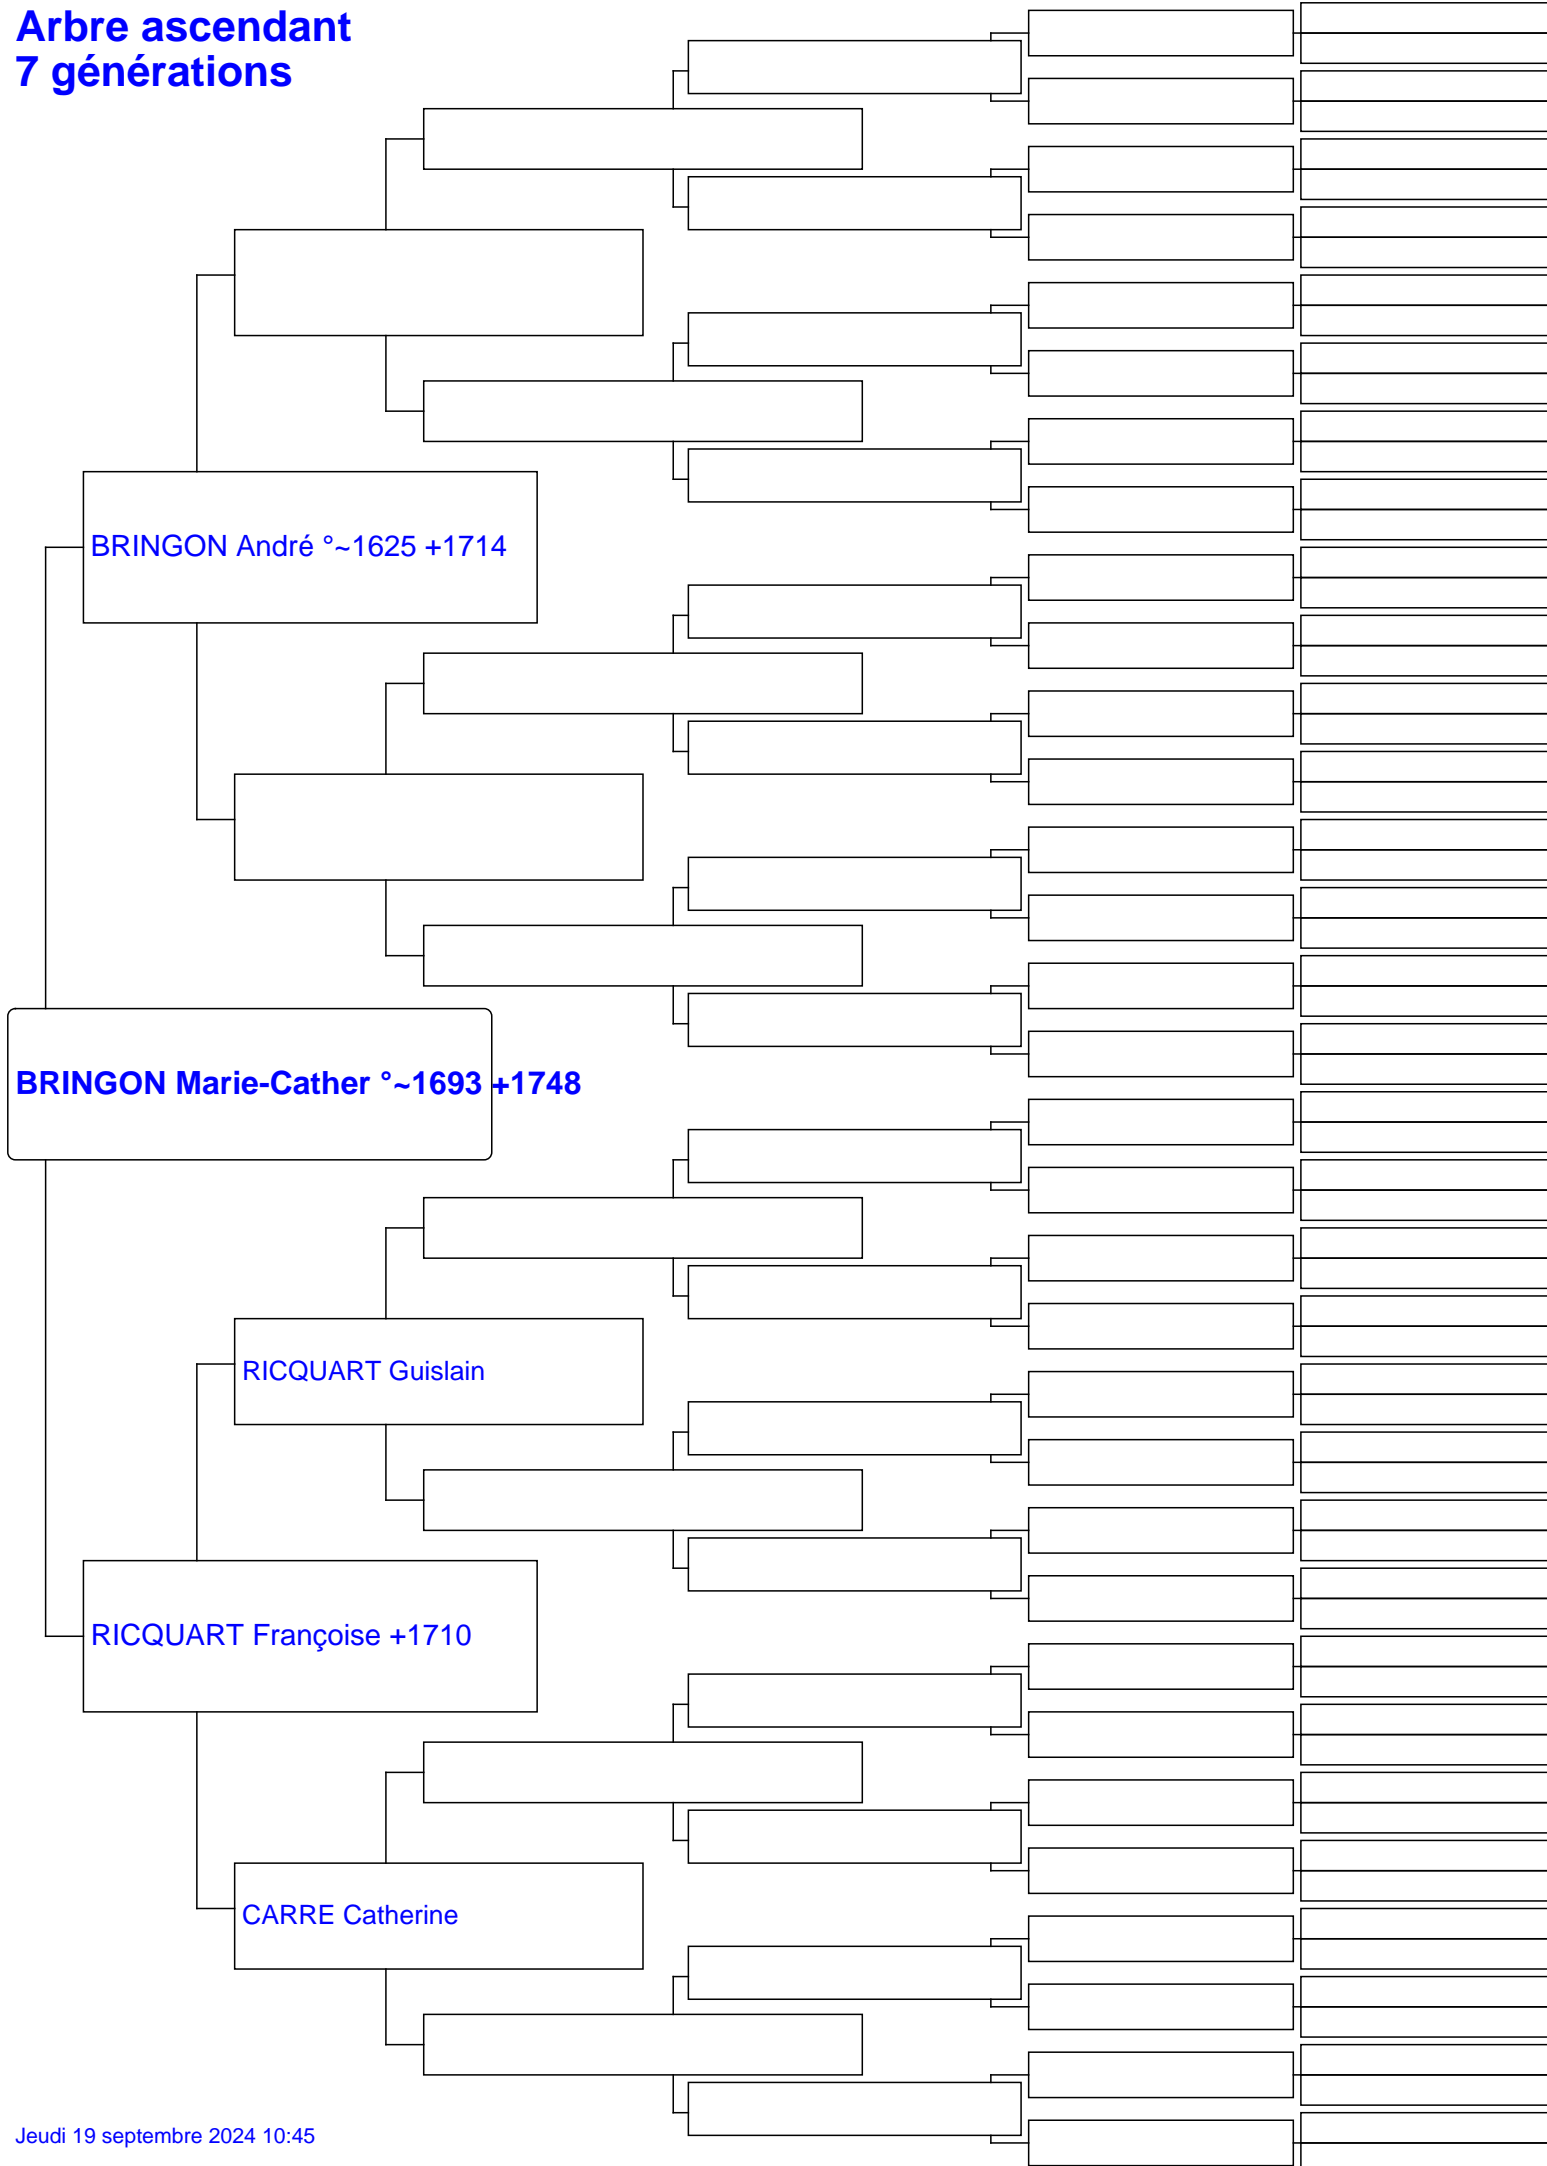 Arbre ascendant
7 générations
BRINGON André °~1625 +1714
BRINGON Marie-Cather °~1693 +1748
RICQUART Guislain
RICQUART Françoise +1710
CARRE Catherine
Jeudi 19 septembre 2024 10:45